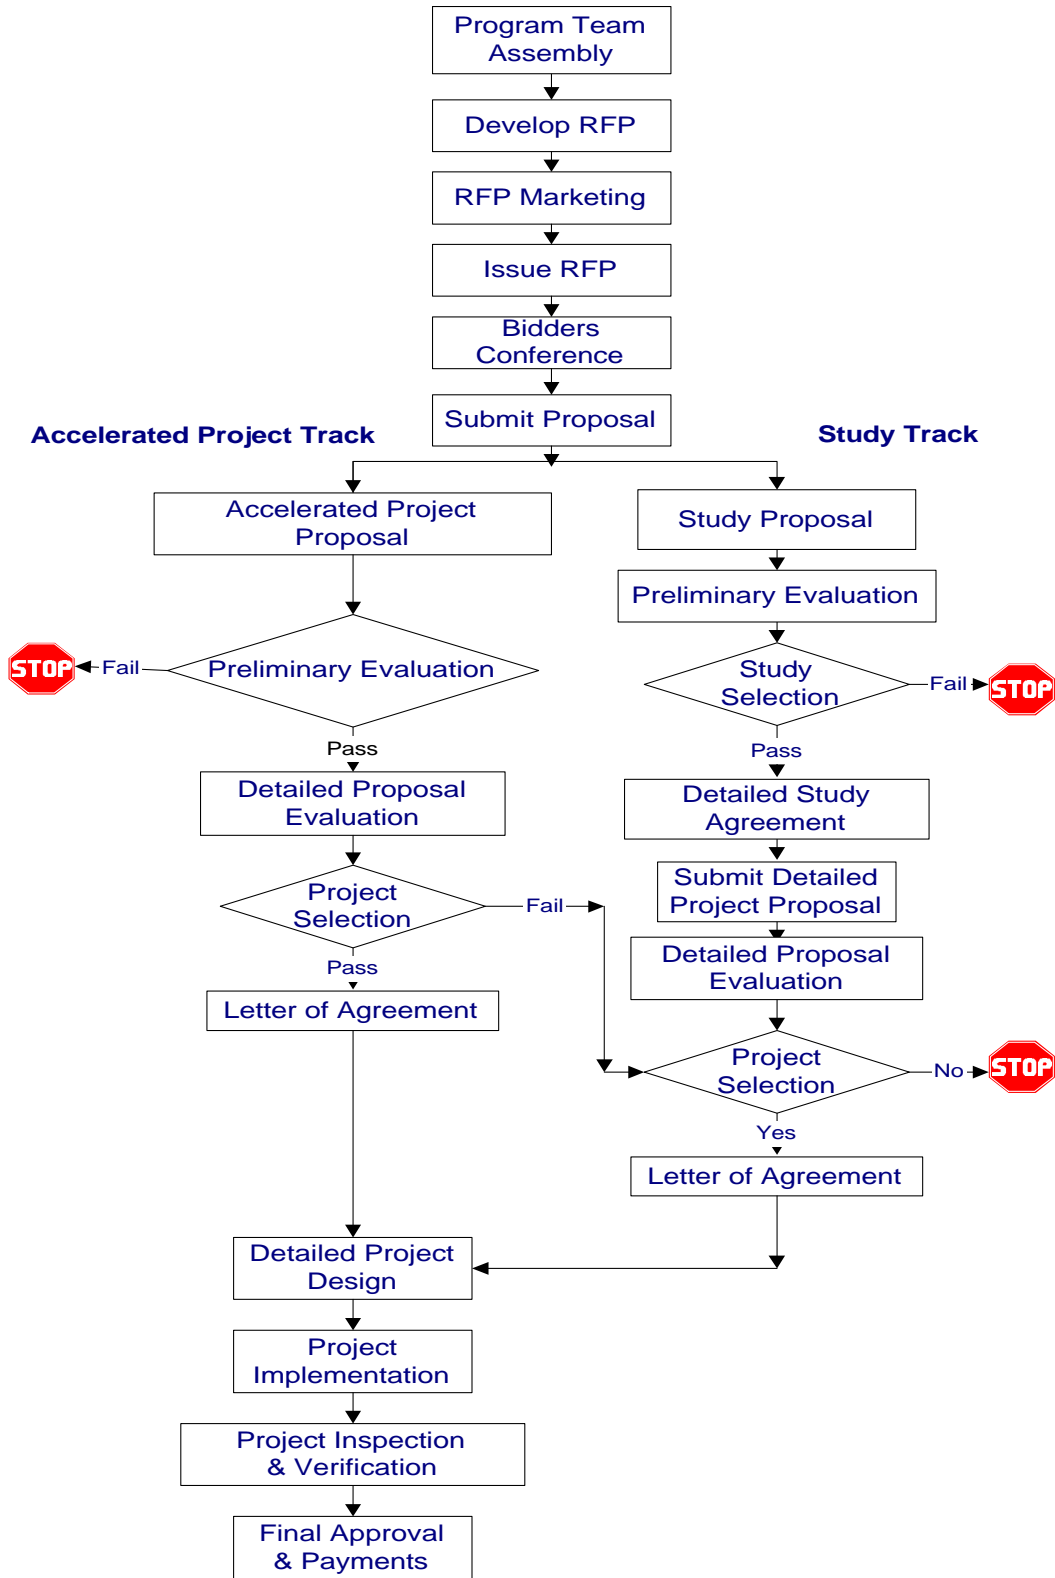 Program Team
Assembly
Develop RFP
RFP Marketing
Issue RFP
Bidders
Conference
Submit Proposal
Accelerated Project Track
Study Track
Accelerated Project
Proposal
Study Proposal
Preliminary Evaluation
STOP
Fail
Preliminary Evaluation
Study
Selection
Fail
STOP
Pass
Pass
Detailed Proposal
Evaluation
Detailed Study
Agreement
Project
Selection
Fail
Submit Detailed
Project Proposal
Pass
Detailed Proposal
Evaluation
Letter of Agreement
Project
Selection
No
STOP
Yes
Letter of Agreement
Detailed Project
Design
Project
Implementation
Project Inspection
& Verification
Final Approval
& Payments